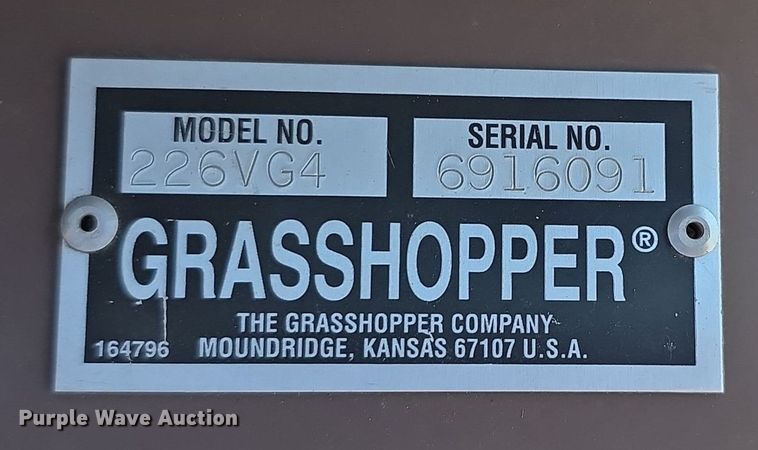 MODEL NO. SERIAL NO.
226VG4 6916091
GRASSHOPPER®
THE GRASSHOPPER COMPANY
164796 MOUNDRIDGE, KANSAS 67107 U.S.A.
Purple Wave Auction